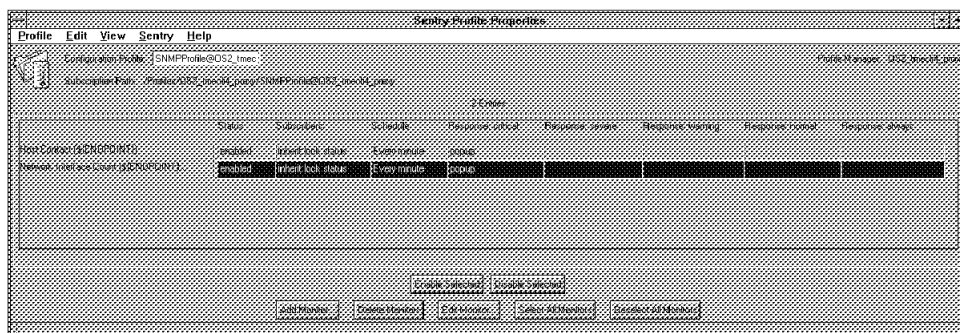 Sentry Profile Properties
Profile Edit View Sentry Help
Configuration Profile: SNMPProfile@OS2_tmec
Profile Manager: OS2_tmecti4_prox
Subscription Path:
2 Entries
Status Subscribers Schedule Response: critical Response: severe Response: warning Response: normal Response: always
Host Contact ($(ENDPOINT)) enabled inherit lock status Every minute popup
Network Interface Count ($(ENDPOINT)) enabled inherit lock status Every minute popup
Enable Selected Disable Selected
Add Monitor... Delete Monitors Edit Monitor... Select All Monitors Deselect All Monitors